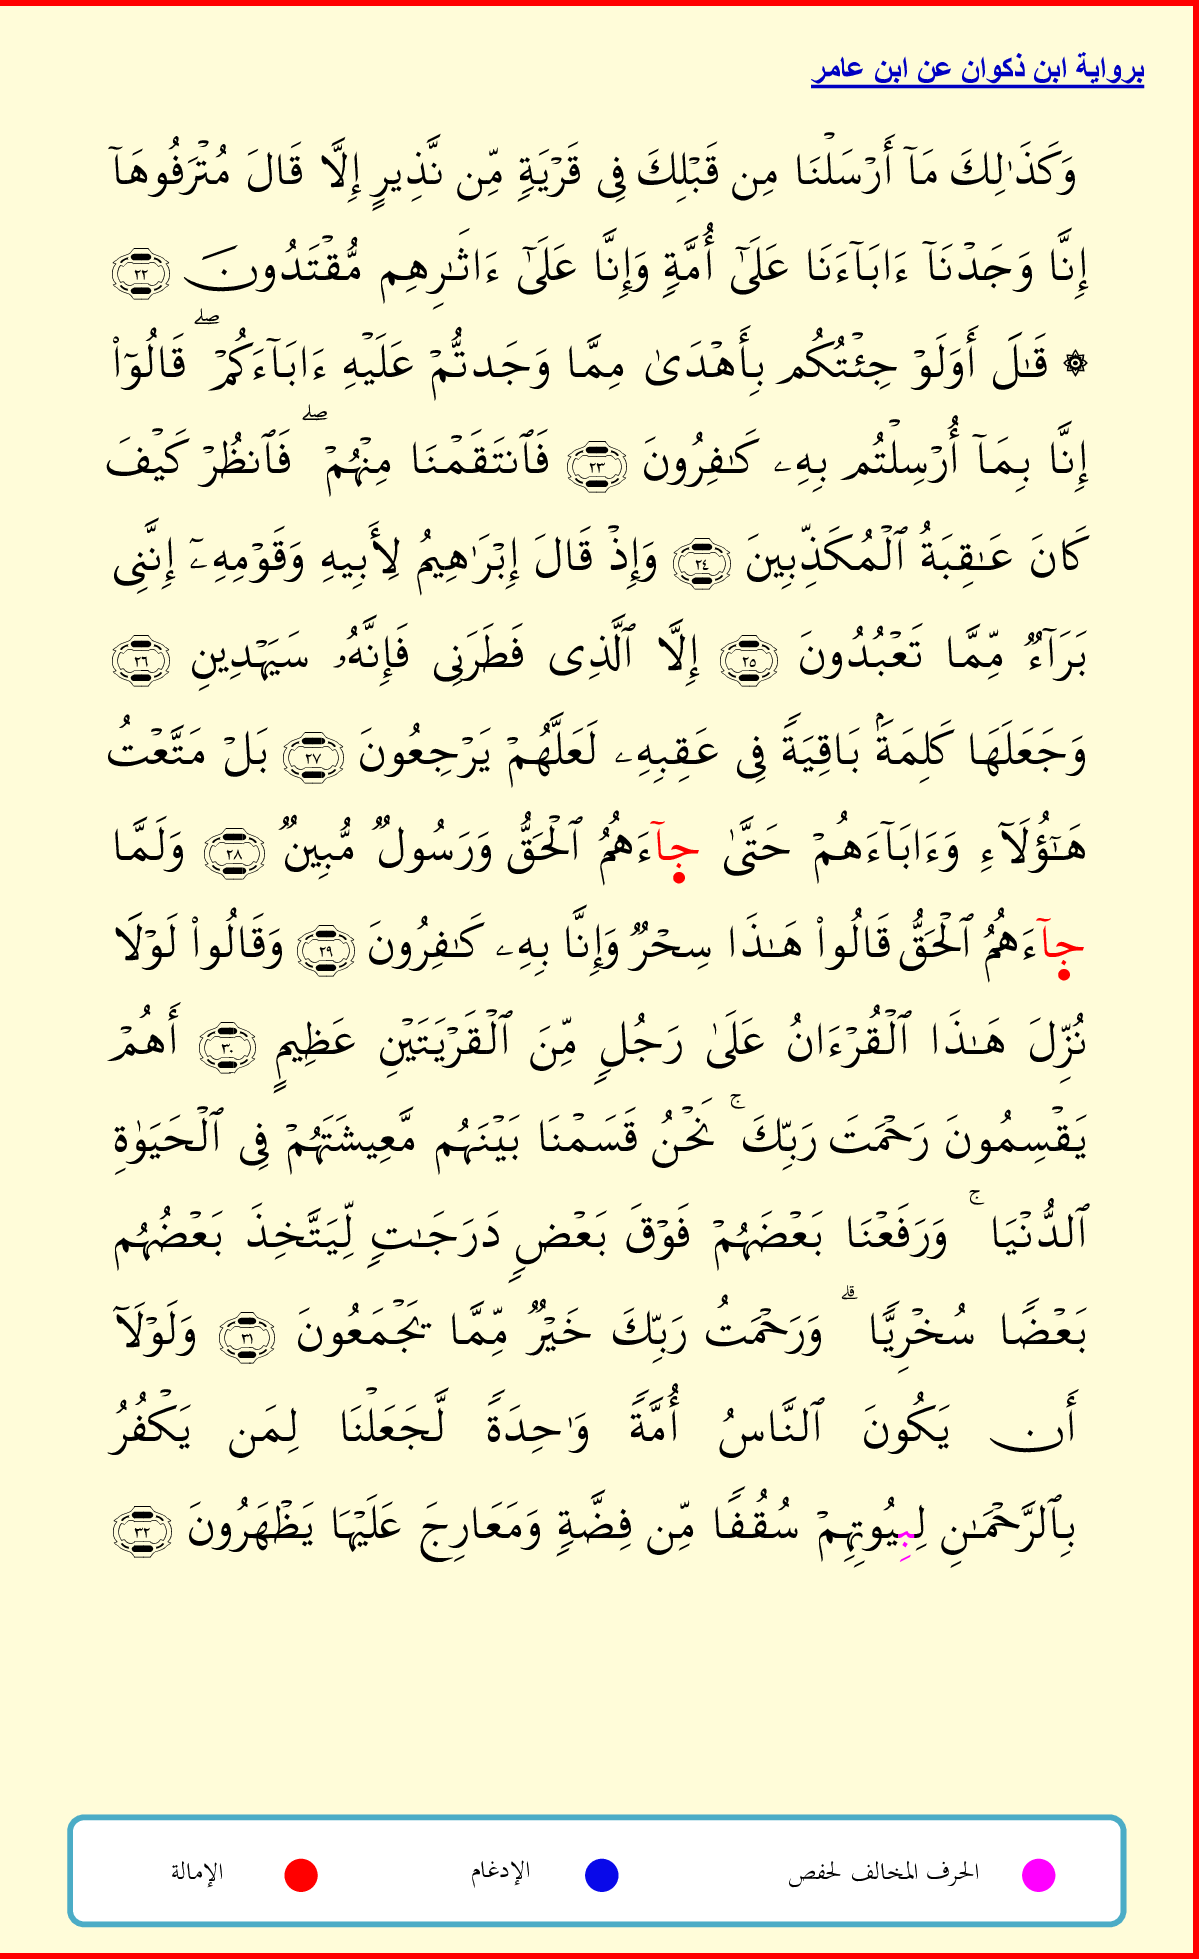 برواية ابن ذكوان عن ابن عامر
وَكَذَٰلِكَ مَآ أَرۡسَلۡنَا مِن قَبۡلِكَ فِي قَرۡيَةٖ مِّن نَّذِيرٍ إِلَّا قَالَ مُتۡرَفُوهَآ
إِنَّا وَجَدۡنَآ ءَابَآءَنَا عَلَىٰٓ أُمَّةٖ وَإِنَّا عَلَىٰٓ ءَاثَٰرِهِم مُّقۡتَدُونَ ٢٢
۞ قَٰلَ أَوَلَوۡ جِئۡتُكُم بِأَهۡدَىٰ مِمَّا وَجَدتُّمۡ عَلَيۡهِ ءَابَآءَكُمۡۖ قَالُوٓاْ
إِنَّا بِمَآ أُرۡسِلۡتُم بِهِۦ كَٰفِرُونَ ٢٣ فَٱنتَقَمۡنَا مِنۡهُمۡۖ فَٱنظُرۡ كَيۡفَ
كَانَ عَٰقِبَةُ ٱلۡمُكَذِّبِينَ ٢٤ وَإِذۡ قَالَ إِبۡرَٰهِيمُ لِأَبِيهِ وَقَوۡمِهِۦٓ إِنَّنِي
بَرَآءٞ مِّمَّا تَعۡبُدُونَ ٢٥ إِلَّا ٱلَّذِي فَطَرَنِي فَإِنَّهُۥ سَيَهۡدِينِ ٢٦
وَجَعَلَهَا كَلِمَةَۢ بَاقِيَةٗ فِي عَقِبِهِۦ لَعَلَّهُمۡ يَرۡجِعُونَ ٢٧ بَلۡ مَتَّعۡتُ
هَٰٓؤُلَآءِ وَءَابَآءَهُمۡ حَتَّىٰ جآءَهُمُ ٱلۡحَقُّ وَرَسُولٞ مُّبِينٞ ٢٨ وَلَمَّا
جآءَهُمُ ٱلۡحَقُّ قَالُواْ هَٰذَا سِحۡرٞ وَإِنَّا بِهِۦ كَٰفِرُونَ ٢٩ وَقَالُواْ لَوۡلَا
نُزِّلَ هَٰذَا ٱلۡقُرۡءَانُ عَلَىٰ رَجُلٖ مِّنَ ٱلۡقَرۡيَتَيۡنِ عَظِيمٍ ٣٠ أَهُمۡ
يَقۡسِمُونَ رَحۡمَتَ رَبِّكَۚ نَحۡنُ قَسَمۡنَا بَيۡنَهُم مَّعِيشَتَهُمۡ فِي ٱلۡحَيَوٰةِ
ٱلدُّنۡيَاۚ وَرَفَعۡنَا بَعۡضَهُمۡ فَوۡقَ بَعۡضٖ دَرَجَٰتٖ لِّيَتَّخِذَ بَعۡضُهُم
بَعۡضٗا سُخۡرِيّٗاۗ وَرَحۡمَتُ رَبِّكَ خَيۡرٞ مِّمَّا يَجۡمَعُونَ ٣١ وَلَوۡلَآ
أَن يَكُونَ ٱلنَّاسُ أُمَّةٗ وَٰحِدَةٗ لَّجَعَلۡنَا لِمَن يَكۡفُرُ
بِٱلرَّحۡمَٰنِ لِبِيُوتِهِمۡ سُقُفٗا مِّن فِضَّةٖ وَمَعَارِجَ عَلَيۡهَا يَظۡهَرُونَ ٣٢
الحرف المخالف لحفص الإدغام الإمالة